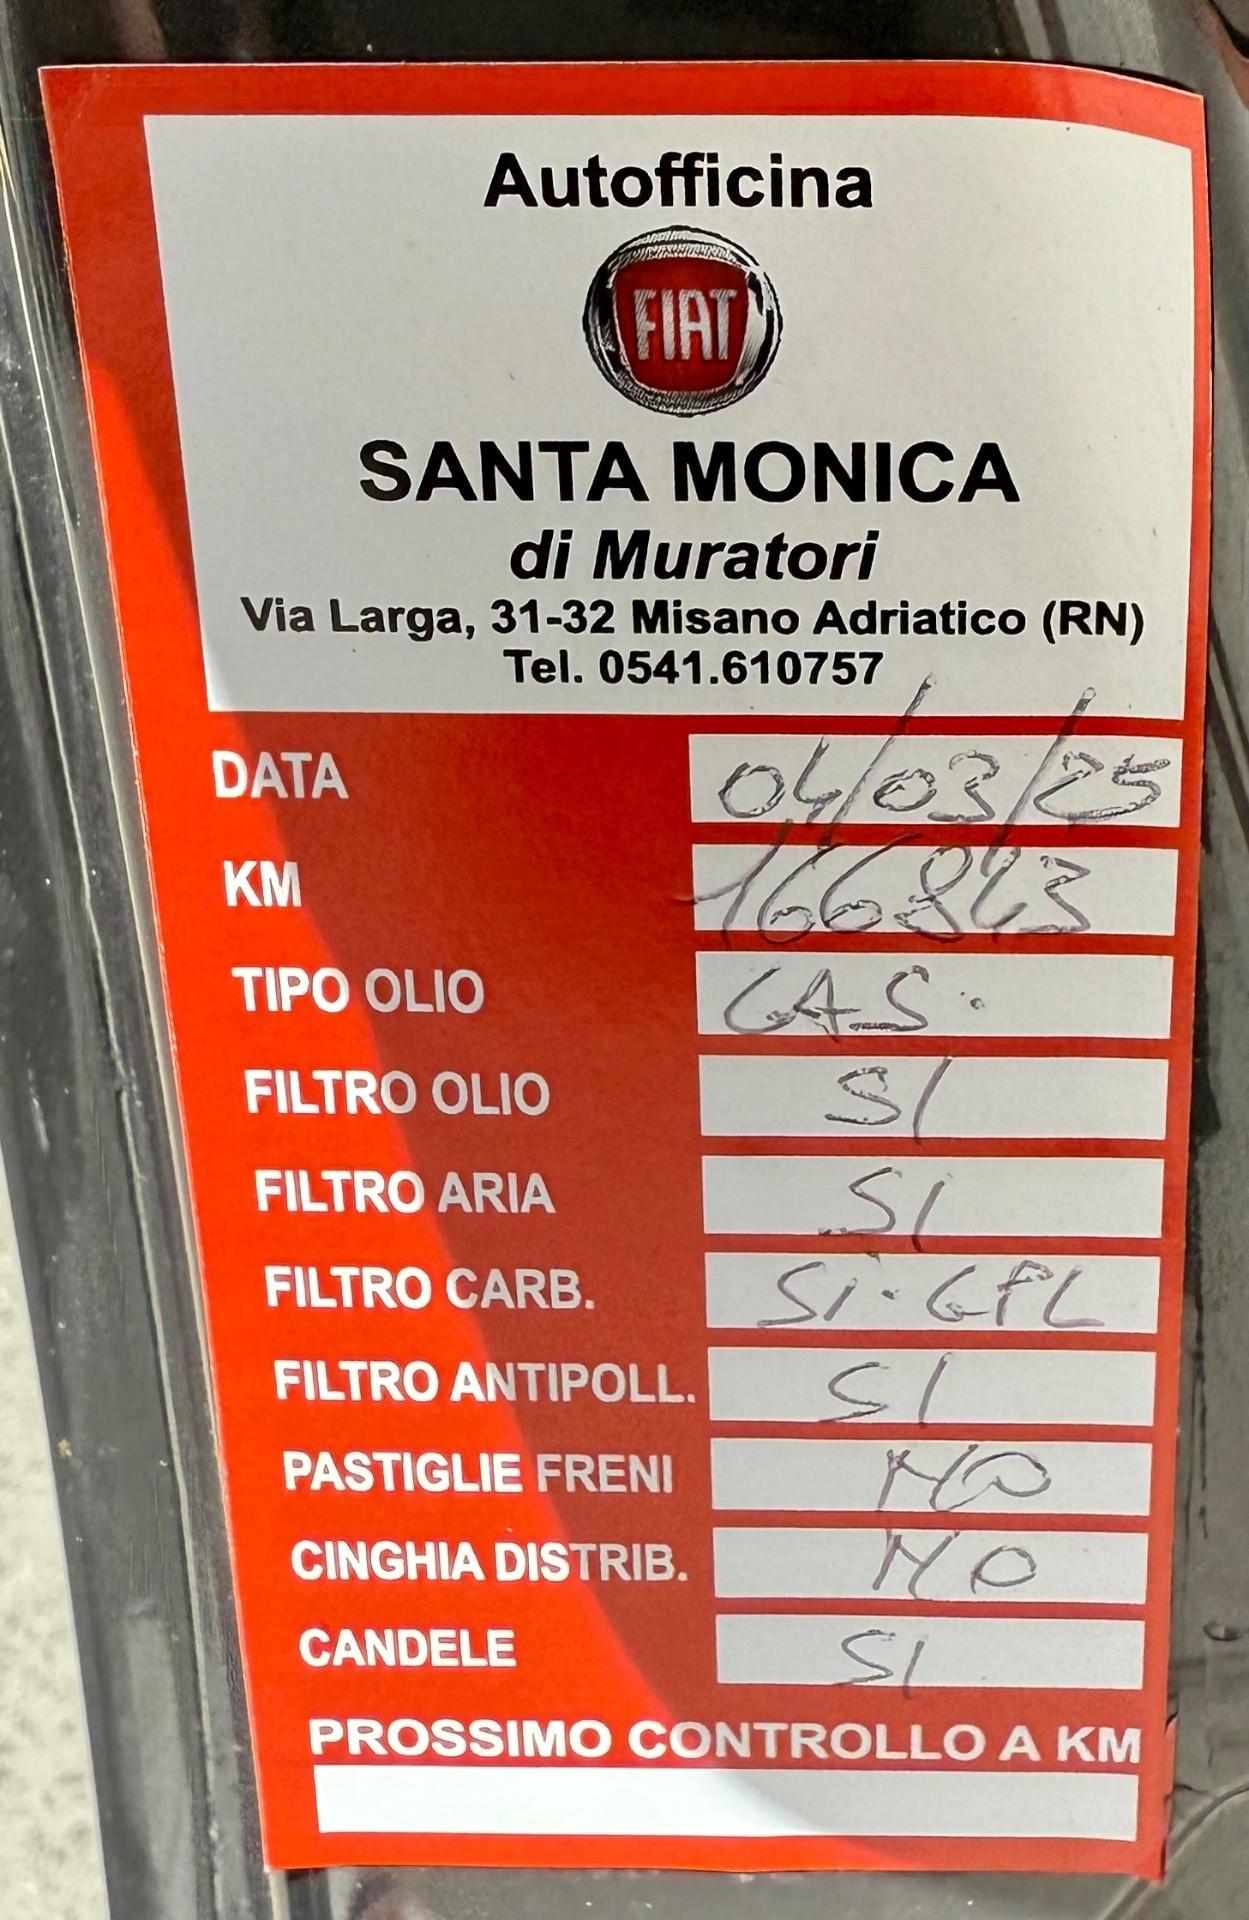 Autofficina
FIAT
SANTA MONICA
di Muratori
Via Larga, 31-32 Misano Adriatico (RN)
Tel. 0541.610757
DATA 04/03/25
KM 166843
TIPO OLIO CAS.
FILTRO OLIO SI
FILTRO ARIA SI
FILTRO CARB. Si. GPL
FILTRO ANTIPOLL. SI
PASTIGLIE FRENI NO
CINGHIA DISTRIB. NO
CANDELE SI
PROSSIMO CONTROLLO A KM